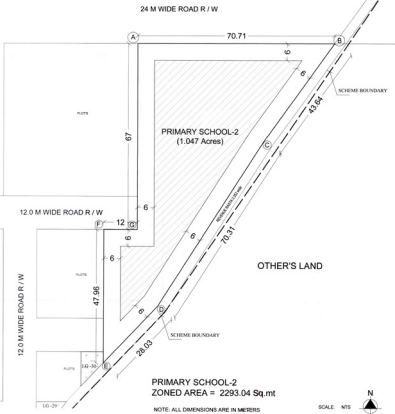 24 M WIDE ROAD R / W
A
70.71
B
6
6
SCHEME BOUNDARY
43.64
PLOTS
67
PRIMARY SCHOOL-2
(1.047 Acres)
C
6
12.0 M WIDE ROAD R / W
F
12
G
6
6
6
70.31
OTHER'S LAND
12.0 M WIDE ROAD R / W
PLOTS
47.96
6
D
SCHEME BOUNDARY
28.03
PLOTS
E
PRIMARY SCHOOL-2
ZONED AREA = 2293.04 Sq.mt
N
NOTE: ALL DIMENSIONS ARE IN METERS
SCALE: NTS